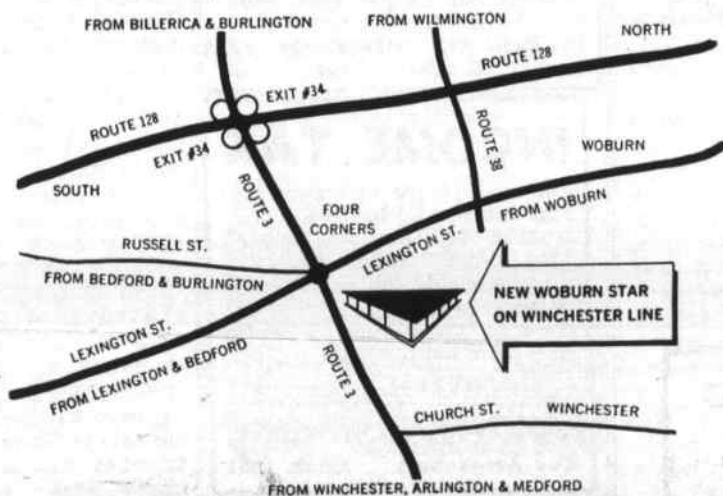 FROM BILLERICA & BURLINGTON
FROM WILMINGTON
NORTH
ROUTE 128
EXIT #34
ROUTE 128
EXIT #34
SOUTH
ROUTE 3
ROUTE 38
WOBURN
FROM WOBURN
FOUR
CORNERS
LEXINGTON ST.
RUSSELL ST.
FROM BEDFORD & BURLINGTON
NEW WOBURN STAR
ON WINCHESTER LINE
LEXINGTON ST.
FROM LEXINGTON & BEDFORD
ROUTE 3
CHURCH ST.
WINCHESTER
FROM WINCHESTER, ARLINGTON & MEDFORD